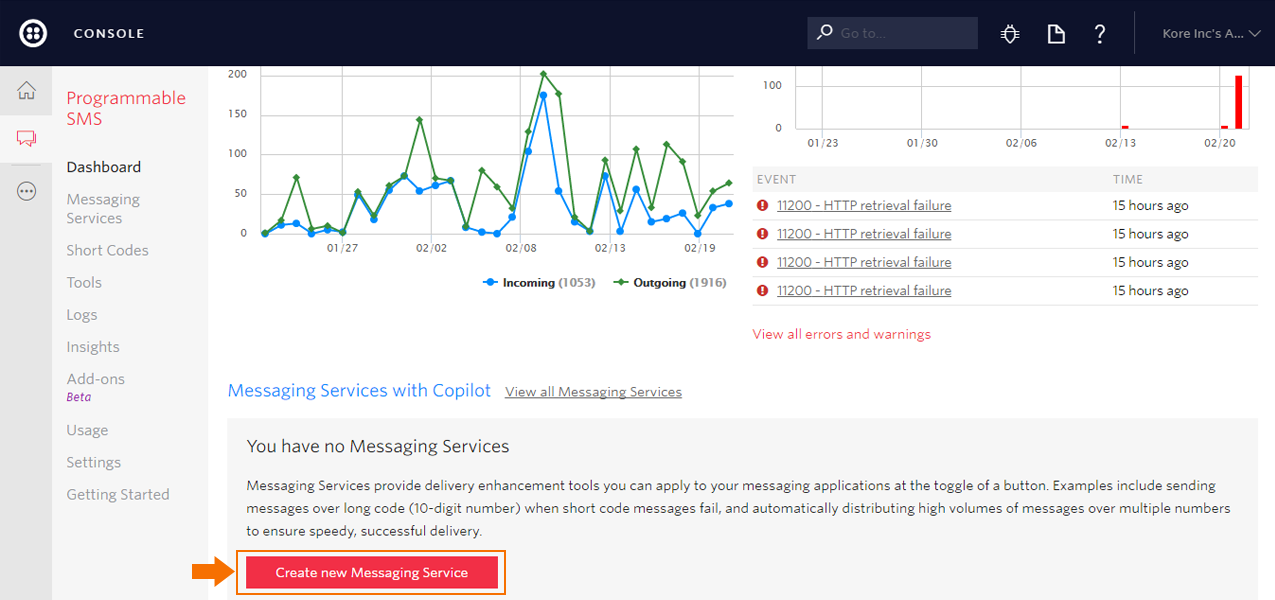 CONSOLE
Go to...
?
Kore Inc's A...
Programmable
SMS
Dashboard
Messaging
Services
Short Codes
Tools
Logs
Insights
Add-ons
Beta
Usage
Settings
Getting Started
200
150
100
50
0
01/27
02/02
02/08
02/13
02/19
Incoming (1053)
Outgoing (1916)
100
0
01/23
01/30
02/06
02/13
02/20
EVENT TIME
11200 - HTTP retrieval failure 15 hours ago
11200 - HTTP retrieval failure 15 hours ago
11200 - HTTP retrieval failure 15 hours ago
11200 - HTTP retrieval failure 15 hours ago
View all errors and warnings
Messaging Services with Copilot View all Messaging Services
You have no Messaging Services
Messaging Services provide delivery enhancement tools you can apply to your messaging applications at the toggle of a button. Examples include sending
messages over long code (10-digit number) when short code messages fail, and automatically distributing high volumes of messages over multiple numbers
to ensure speedy, successful delivery.
Create new Messaging Service